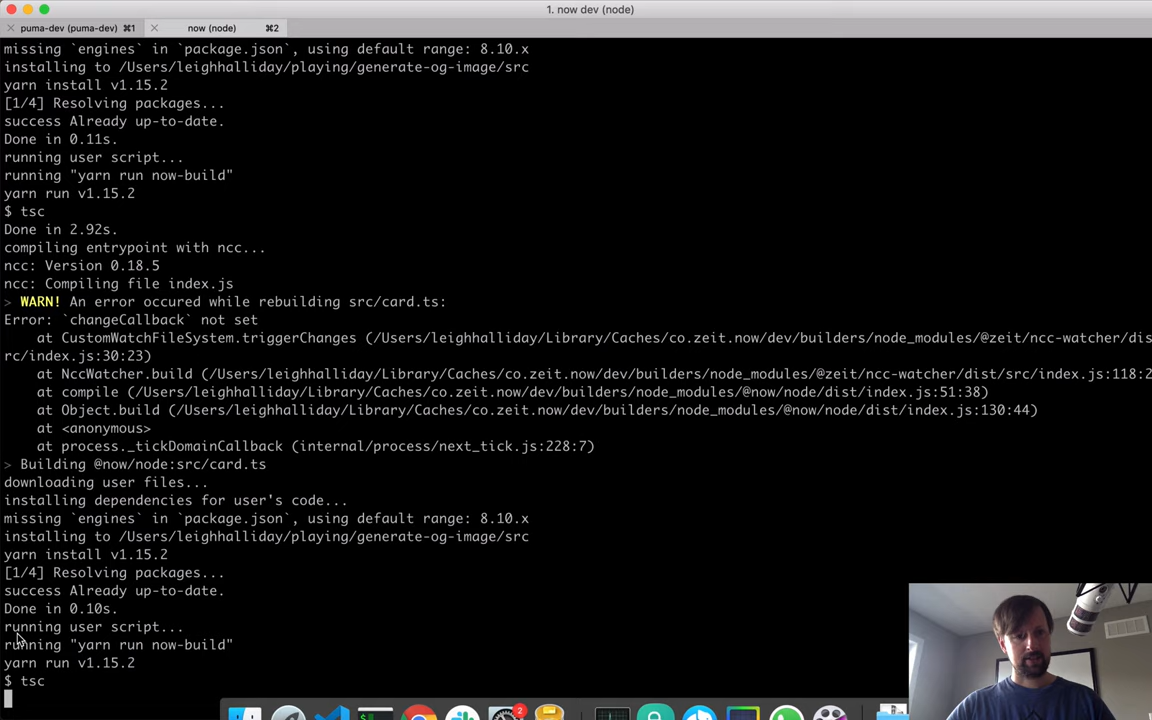 1. now dev (node)
puma-dev (puma-dev) ⌘1
now (node) ⌘2
missing `engines` in `package.json`, using default range: 8.10.x
installing to /Users/leighhalliday/playing/generate-og-image/src
yarn install v1.15.2
[1/4] Resolving packages...
success Already up-to-date.
Done in 0.11s.
running user script...
running "yarn run now-build"
yarn run v1.15.2
$ tsc
Done in 2.92s.
compiling entrypoint with ncc...
ncc: Version 0.18.5
ncc: Compiling file index.js
> WARN! An error occured while rebuilding src/card.ts:
Error: `changeCallback` not set
at CustomWatchFileSystem.triggerChanges (/Users/leighhalliday/Library/Caches/co.zeit.now/dev/builders/node_modules/@zeit/ncc-watcher/dis
rc/index.js:30:23)
at NccWatcher.build (/Users/leighhalliday/Library/Caches/co.zeit.now/dev/builders/node_modules/@zeit/ncc-watcher/dist/src/index.js:118:2
at compile (/Users/leighhalliday/Library/Caches/co.zeit.now/dev/builders/node_modules/@now/node/dist/index.js:51:38)
at Object.build (/Users/leighhalliday/Library/Caches/co.zeit.now/dev/builders/node_modules/@now/node/dist/index.js:130:44)
at <anonymous>
at process._tickDomainCallback (internal/process/next_tick.js:228:7)
> Building @now/node:src/card.ts
downloading user files...
installing dependencies for user's code...
missing `engines` in `package.json`, using default range: 8.10.x
installing to /Users/leighhalliday/playing/generate-og-image/src
yarn install v1.15.2
[1/4] Resolving packages...
success Already up-to-date.
Done in 0.10s.
running user script...
running "yarn run now-build"
yarn run v1.15.2
$ tsc
2